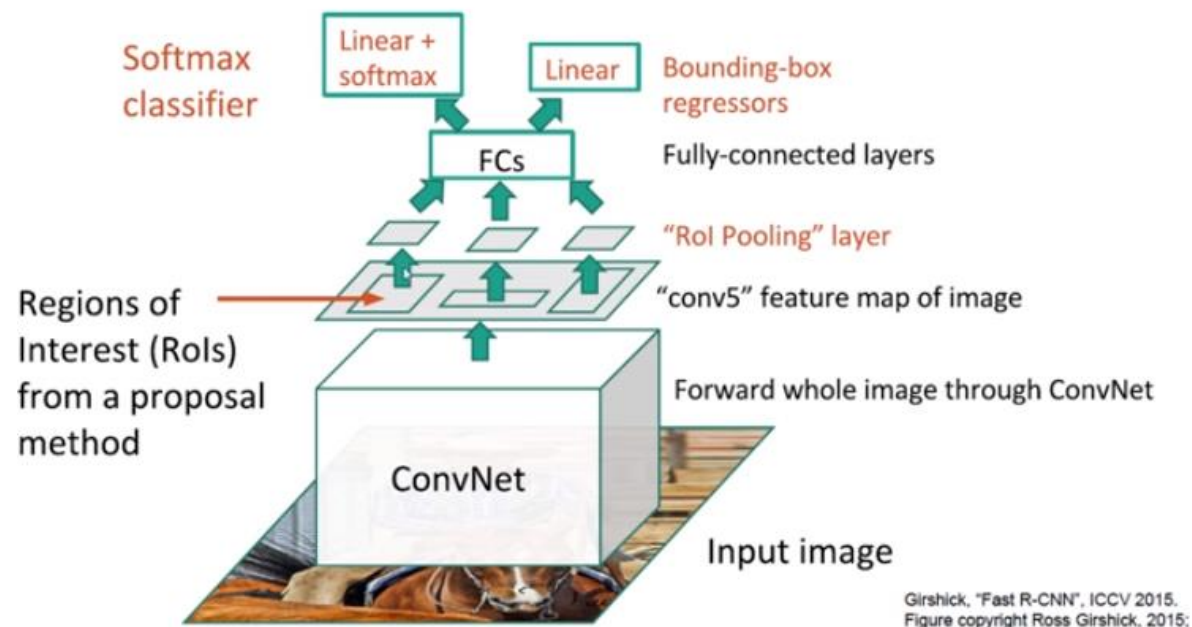 Softmax
classifier
Linear +
softmax
Linear
Bounding-box
regressors
FCs
Fully-connected layers
“RoI Pooling” layer
Regions of
Interest (RoIs)
from a proposal
method
“conv5” feature map of image
Forward whole image through ConvNet
ConvNet
Input image
Girshick, “Fast R-CNN”, ICCV 2015.
Figure copyright Ross Girshick, 2015;